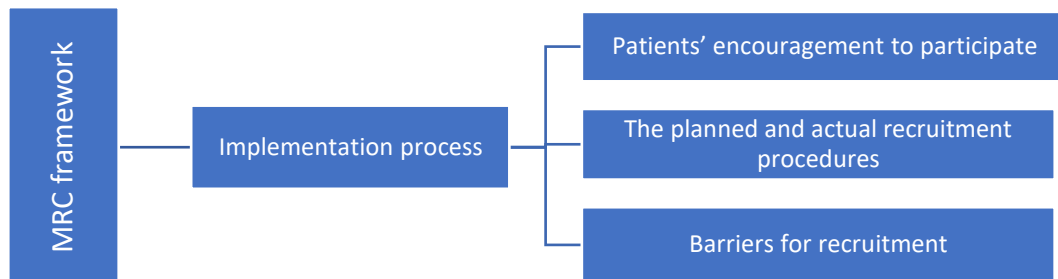 MRC framework
Implementation process
Patients’ encouragement to participate
The planned and actual recruitment
procedures
Barriers for recruitment